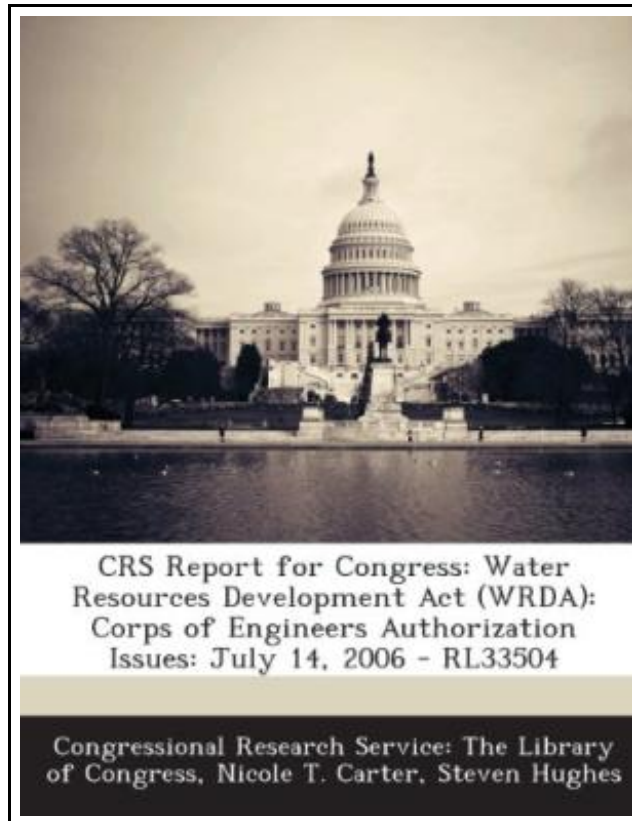 CRS Report for Congress: Water
Resources Development Act (WRDA):
Corps of Engineers Authorization
Issues: July 14, 2006 - RL33504
Congressional Research Service: The Library
of Congress, Nicole T. Carter, Steven Hughes